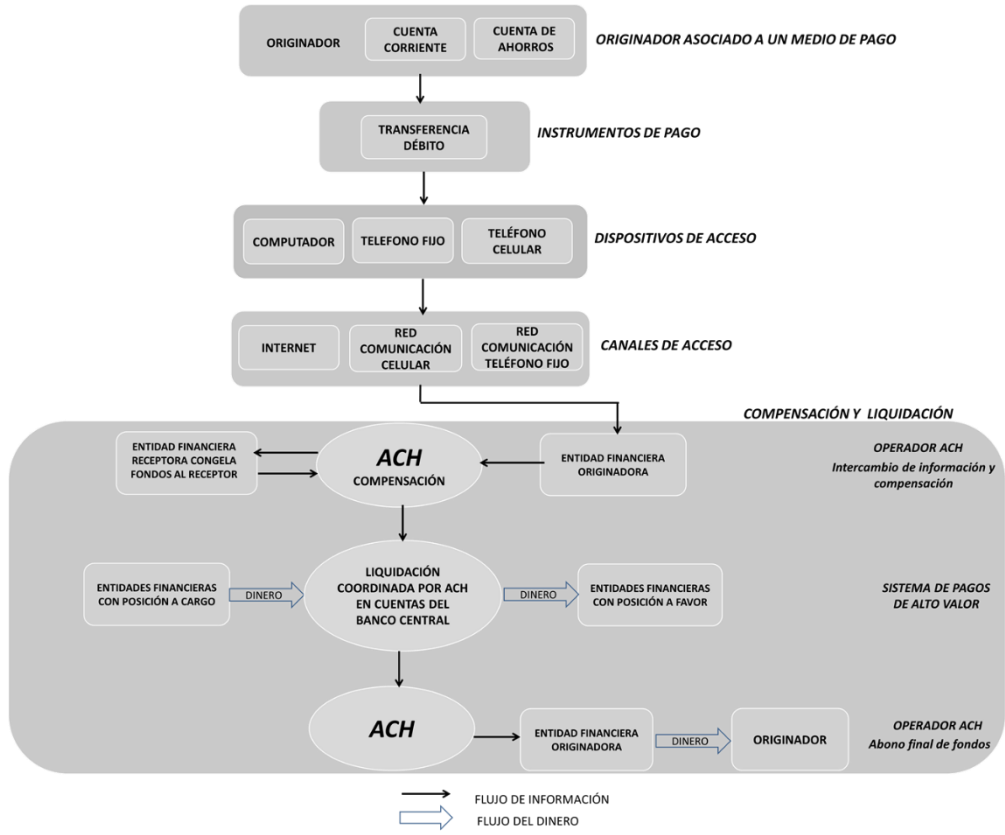 ORIGINADOR
CUENTA
CORRIENTE
CUENTA DE
AHORROS
ORIGINADOR ASOCIADO A UN MEDIO DE PAGO
TRANSFERENCIA
DÉBITO
INSTRUMENTOS DE PAGO
COMPUTADOR
TELEFONO FIJO
TELÉFONO
CELULAR
DISPOSITIVOS DE ACCESO
INTERNET
RED
COMUNICACIÓN
CELULAR
RED
COMUNICACIÓN
TELÉFONO FIJO
CANALES DE ACCESO
COMPENSACIÓN Y LIQUIDACIÓN
ENTIDAD FINANCIERA
RECEPTORA CONGELA
FONDOS AL RECEPTOR
ACH
COMPENSACIÓN
ENTIDAD FINANCIERA
ORIGINADORA
OPERADOR ACH
Intercambio de información y
compensación
ENTIDADES FINANCIERAS
CON POSICIÓN A CARGO
DINERO
LIQUIDACIÓN
COORDINADA POR ACH
EN CUENTAS DEL
BANCO CENTRAL
DINERO
ENTIDADES FINANCIERAS
CON POSICIÓN A FAVOR
SISTEMA DE PAGOS
DE ALTO VALOR
ACH
ENTIDAD FINANCIERA
ORIGINADORA
DINERO
ORIGINADOR
OPERADOR ACH
Abono final de fondos
FLUJO DE INFORMACIÓN
FLUJO DEL DINERO